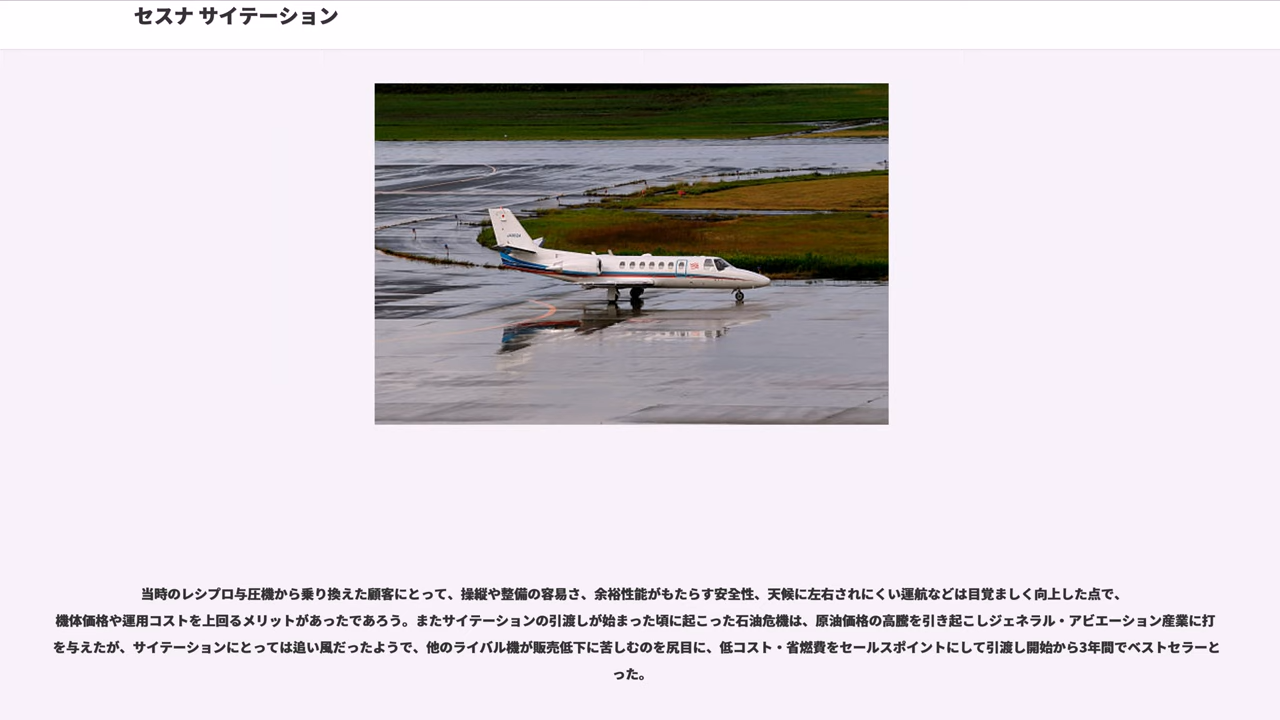 セスナ サイテーション
当時のレシプロ与圧機から乗り換えた顧客にとって、操縦や整備の容易さ、余裕性能がもたらす安全性、天候に左右されにくい運航などは目覚ましく向上した点で、
機体価格や運用コストを上回るメリットがあったであろう。またサイテーションの引渡しが始まった頃に起こった石油危機は、原油価格の高騰を引き起こしジェネラル・アビエーション産業に打
を与えたが、サイテーションにとっては追い風だったようで、他のライバル機が販売低下に苦しむのを尻目に、低コスト・省燃費をセールスポイントにして引渡し開始から3年間でベストセラーと
った。